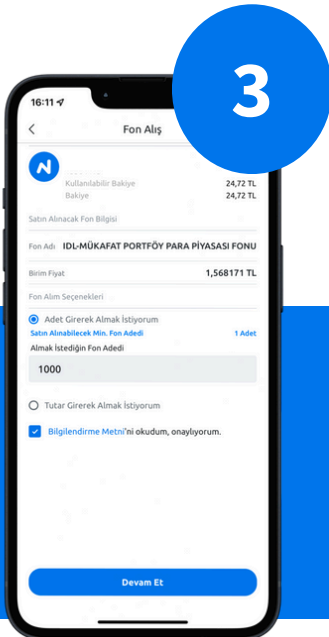 3
16:11
Fon Alış
Kullanılabilir Bakiye 24,72 TL
Bakiye 24,72 TL
Satın Alınacak Fon Bilgisi
Fon Adı IDL-MÜKAFAT PORTFÖY PARA PİYASASI FONU
Birim Fiyat 1,568171 TL
Fon Alım Seçenekleri
Adet Girerek Almak İstiyorum
Satın Alınabilecek Min. Fon Adedi 1 Adet
Almak İstediğin Fon Adedi
1000
Tutar Girerek Almak İstiyorum
Bilgilendirme Metni'ni okudum, onaylıyorum.
Devam Et